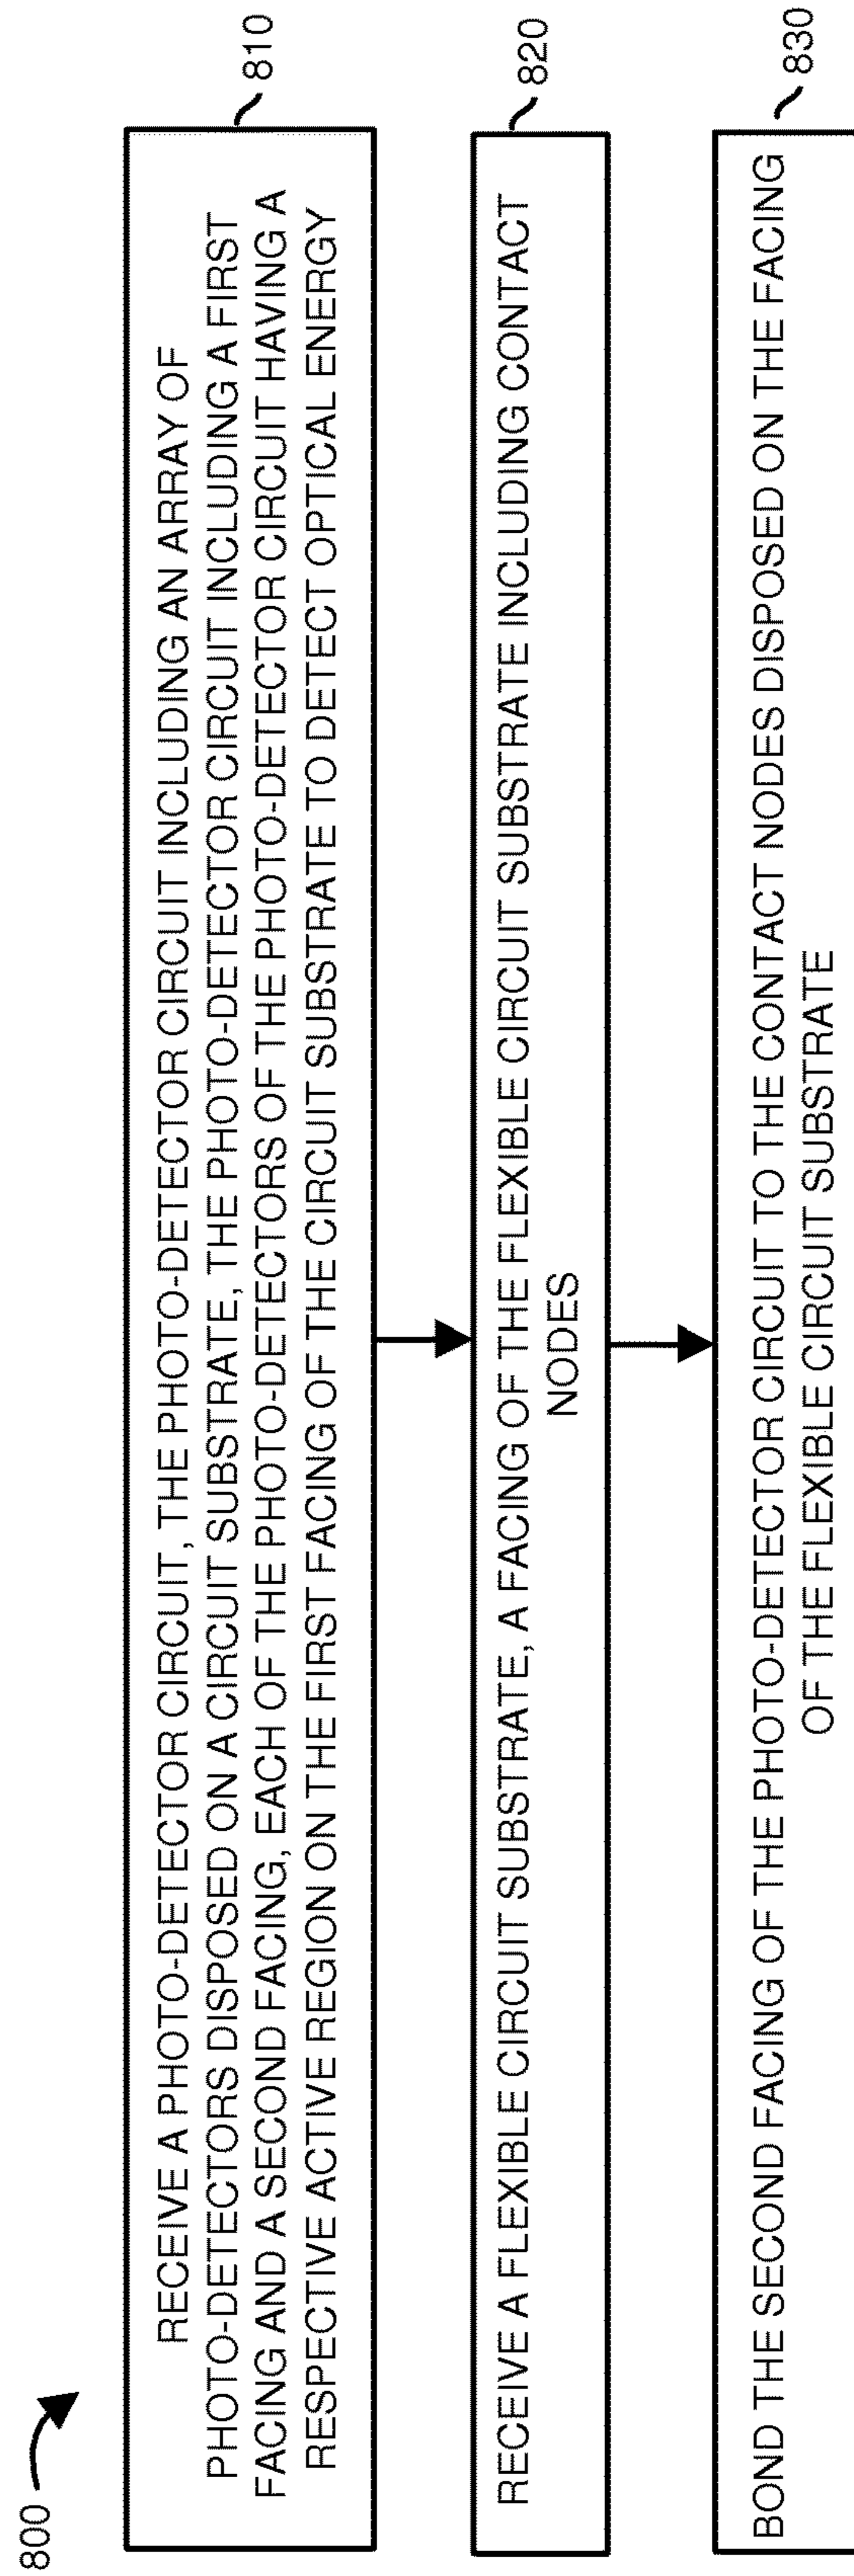 800
RECEIVE A PHOTO-DETECTOR CIRCUIT, THE PHOTO-DETECTOR CIRCUIT INCLUDING AN ARRAY OF
PHOTO-DETECTORS DISPOSED ON A CIRCUIT SUBSTRATE, THE PHOTO-DETECTOR CIRCUIT INCLUDING A FIRST
FACING AND A SECOND FACING, EACH OF THE PHOTO-DETECTORS OF THE PHOTO-DETECTOR CIRCUIT HAVING A
RESPECTIVE ACTIVE REGION ON THE FIRST FACING OF THE CIRCUIT SUBSTRATE TO DETECT OPTICAL ENERGY
810
RECEIVE A FLEXIBLE CIRCUIT SUBSTRATE, A FACING OF THE FLEXIBLE CIRCUIT SUBSTRATE INCLUDING CONTACT
NODES
820
BOND THE SECOND FACING OF THE PHOTO-DETECTOR CIRCUIT TO THE CONTACT NODES DISPOSED ON THE FACING
OF THE FLEXIBLE CIRCUIT SUBSTRATE
830